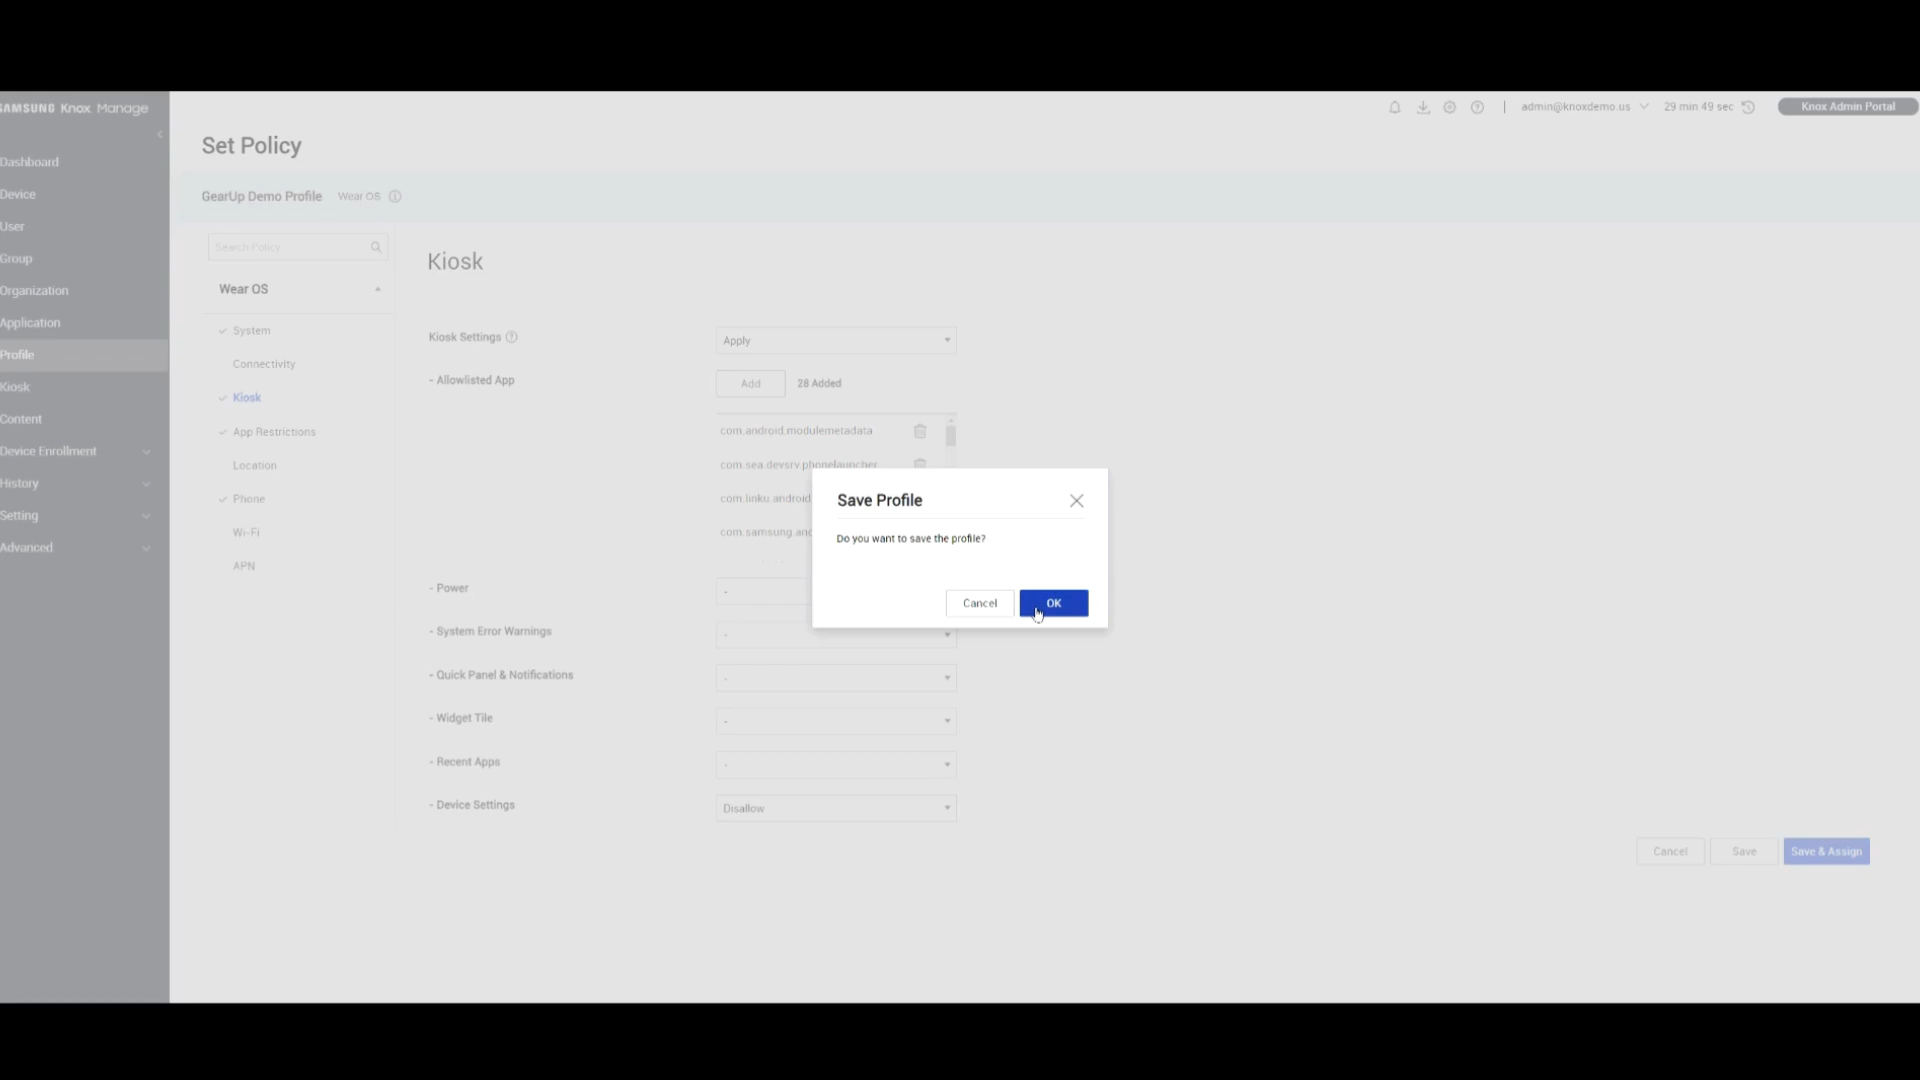 SAMSUNG Knox Manage
admin@knoxdemo.us
29 min 49 sec
Knox Admin Portal
Dashboard
Device
User
Group
Organization
Application
Profile
Kiosk
Content
Device Enrollment
History
Setting
Advanced
Set Policy
GearUp Demo Profile Wear OS
Search Policy
Wear OS
System
Connectivity
Kiosk
App Restrictions
Location
Phone
Wi-Fi
APN
Kiosk
Kiosk Settings
Apply
- Allowlisted App
Add
28 Added
com.android.modulemetadata
com.sea.devsrv.phonelauncher
com.linku.android
com.samsung.and
- Power
-
- System Error Warnings
-
- Quick Panel & Notifications
-
- Widget Tile
-
- Recent Apps
-
- Device Settings
Disallow
Save Profile
Do you want to save the profile?
Cancel
OK
Cancel
Save
Save & Assign